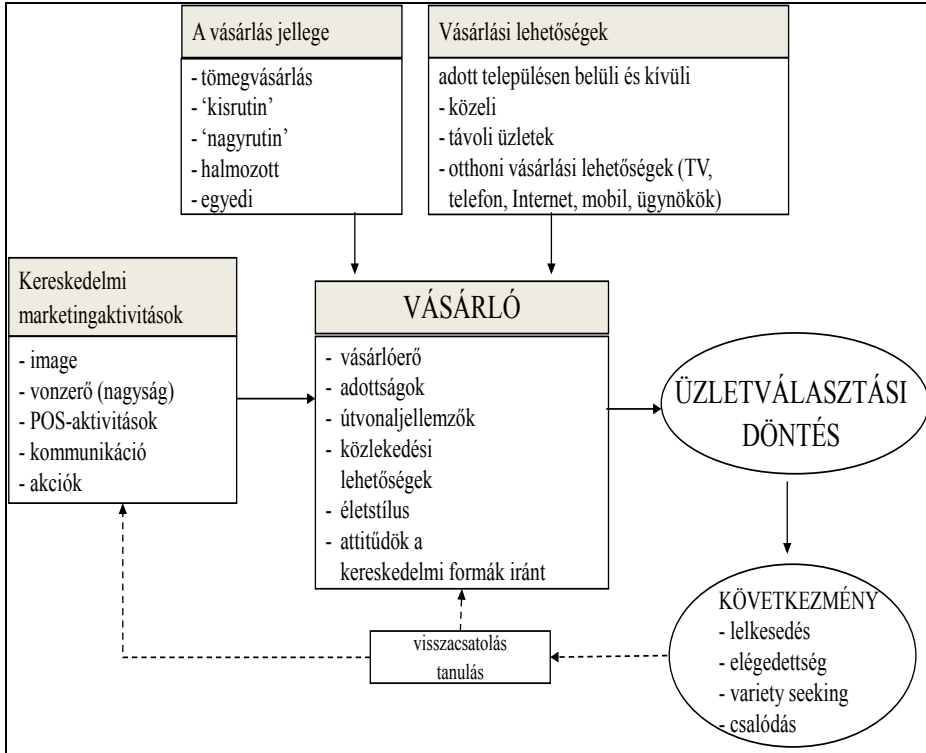 A vásárlás jellege
- tömegvásárlás
- ‘kisrutin’
- ‘nagyrutin’
- halmozott
- egyedi
Vásárlási lehetőségek
adott településen belüli és kívüli
- közeli
- távoli üzletek
- otthoni vásárlási lehetőségek (TV,
telefon, Internet, mobil, ügynökök)
Kereskedelmi
marketingaktivitások
- image
- vonzerő (nagyság)
- POS-aktivitások
- kommunikáció
- akciók
VÁSÁRLÓ
- vásárlóerő
- adottságok
- útvonaljellemzők
- közlekedési
lehetőségek
- életstílus
- attitűdök a
kereskedelmi formák iránt
ÜZLETVÁLASZTÁSI
DÖNTÉS
KÖVETKEZMÉNY
- lelkesedés
- elégedettség
- variety seeking
- csalódás
visszacsatolás
tanulás